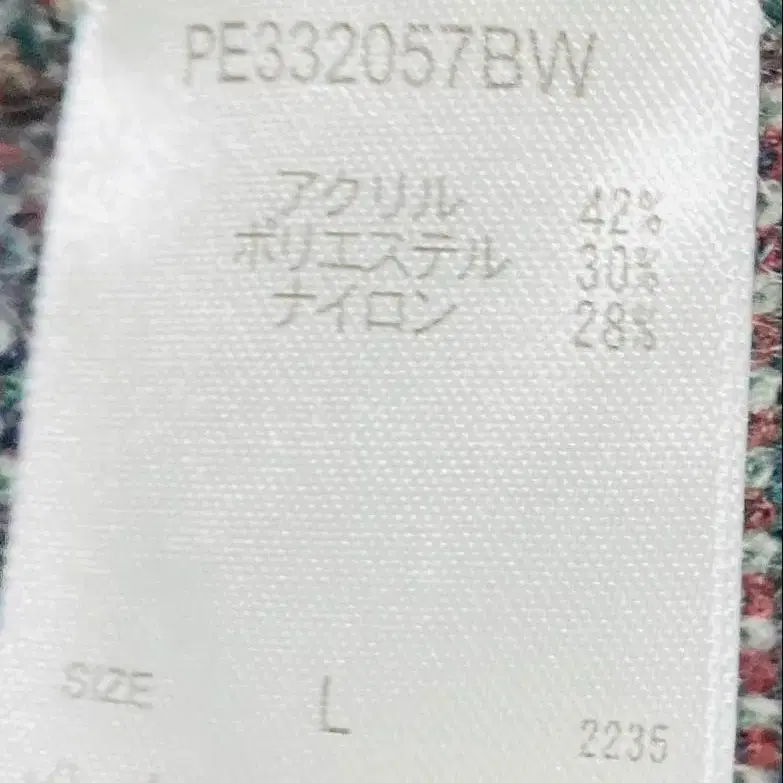 PE332057BW
アクリル 42%
ポリエステル 30%
ナイロン 28%
SIZE L 2235